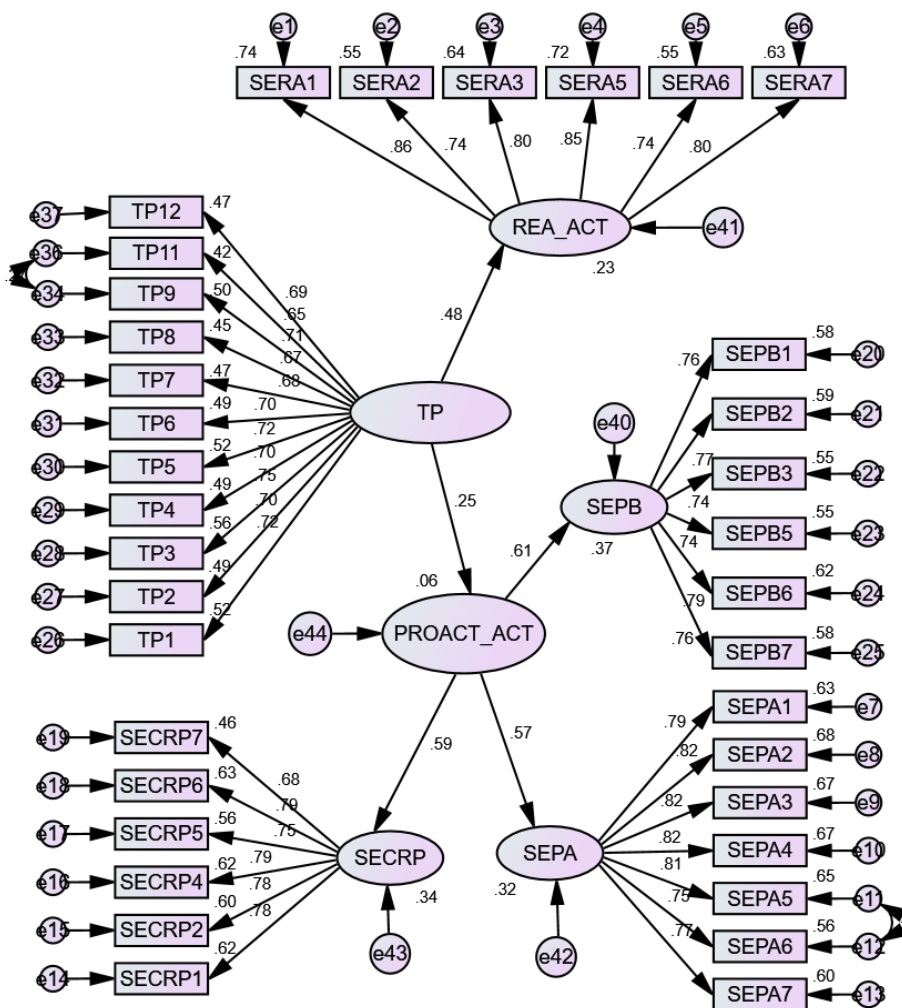 e1 e2 e3 e4 e5 e6
.74 .55 .64 .72 .55 .63
SERA1 SERA2 SERA3 SERA5 SERA6 SERA7
.86 .74 .80 .85 .74 .80
REA_ACT
e41
.23
.48
e37 TP12 .47
e36 TP11 .42
e34 TP9 .50
e33 TP8 .45
e32 TP7 .47
e31 TP6 .49
e30 TP5 .52
e29 TP4 .49
e28 TP3 .56
e27 TP2 .49
e26 TP1 .52
.69
.65
.71
.67
.68
.70
.72
.70
.75
.70
.72
TP
.25
.06
e44 PROACT_ACT
.61
e40
SEPB
.37
.76
.77
.74
.74
.79
.76
SEPB1 .58 e20
SEPB2 .59 e21
SEPB3 .55 e22
SEPB5 .55 e23
SEPB6 .62 e24
SEPB7 .58 e25
.59
.57
e19 SECRP7 .46
e18 SECRP6 .63
e17 SECRP5 .56
e16 SECRP4 .62
e15 SECRP2 .60
e14 SECRP1 .62
.68
.79
.75
.79
.78
.78
SECRP
.34
e43
SEPA
.32
e42
.79
.82
.82
.82
.81
.75
.77
SEPA1 .63 e7
SEPA2 .68 e8
SEPA3 .67 e9
SEPA4 .67 e10
SEPA5 .65 e11
SEPA6 .56 e12
SEPA7 .60 e13